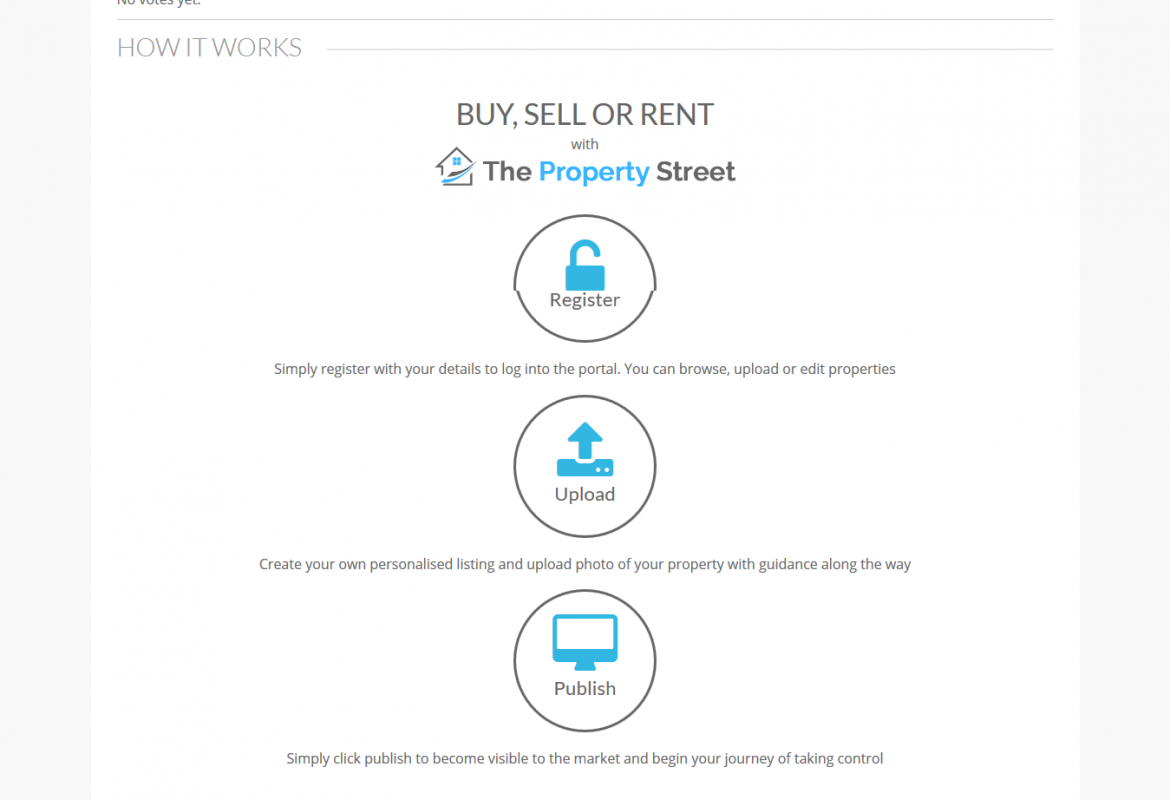 No votes yet.
HOW IT WORKS
BUY, SELL OR RENT
with
The Property Street
Register
Simply register with your details to log into the portal. You can browse, upload or edit properties
Upload
Create your own personalised listing and upload photo of your property with guidance along the way
Publish
Simply click publish to become visible to the market and begin your journey of taking control